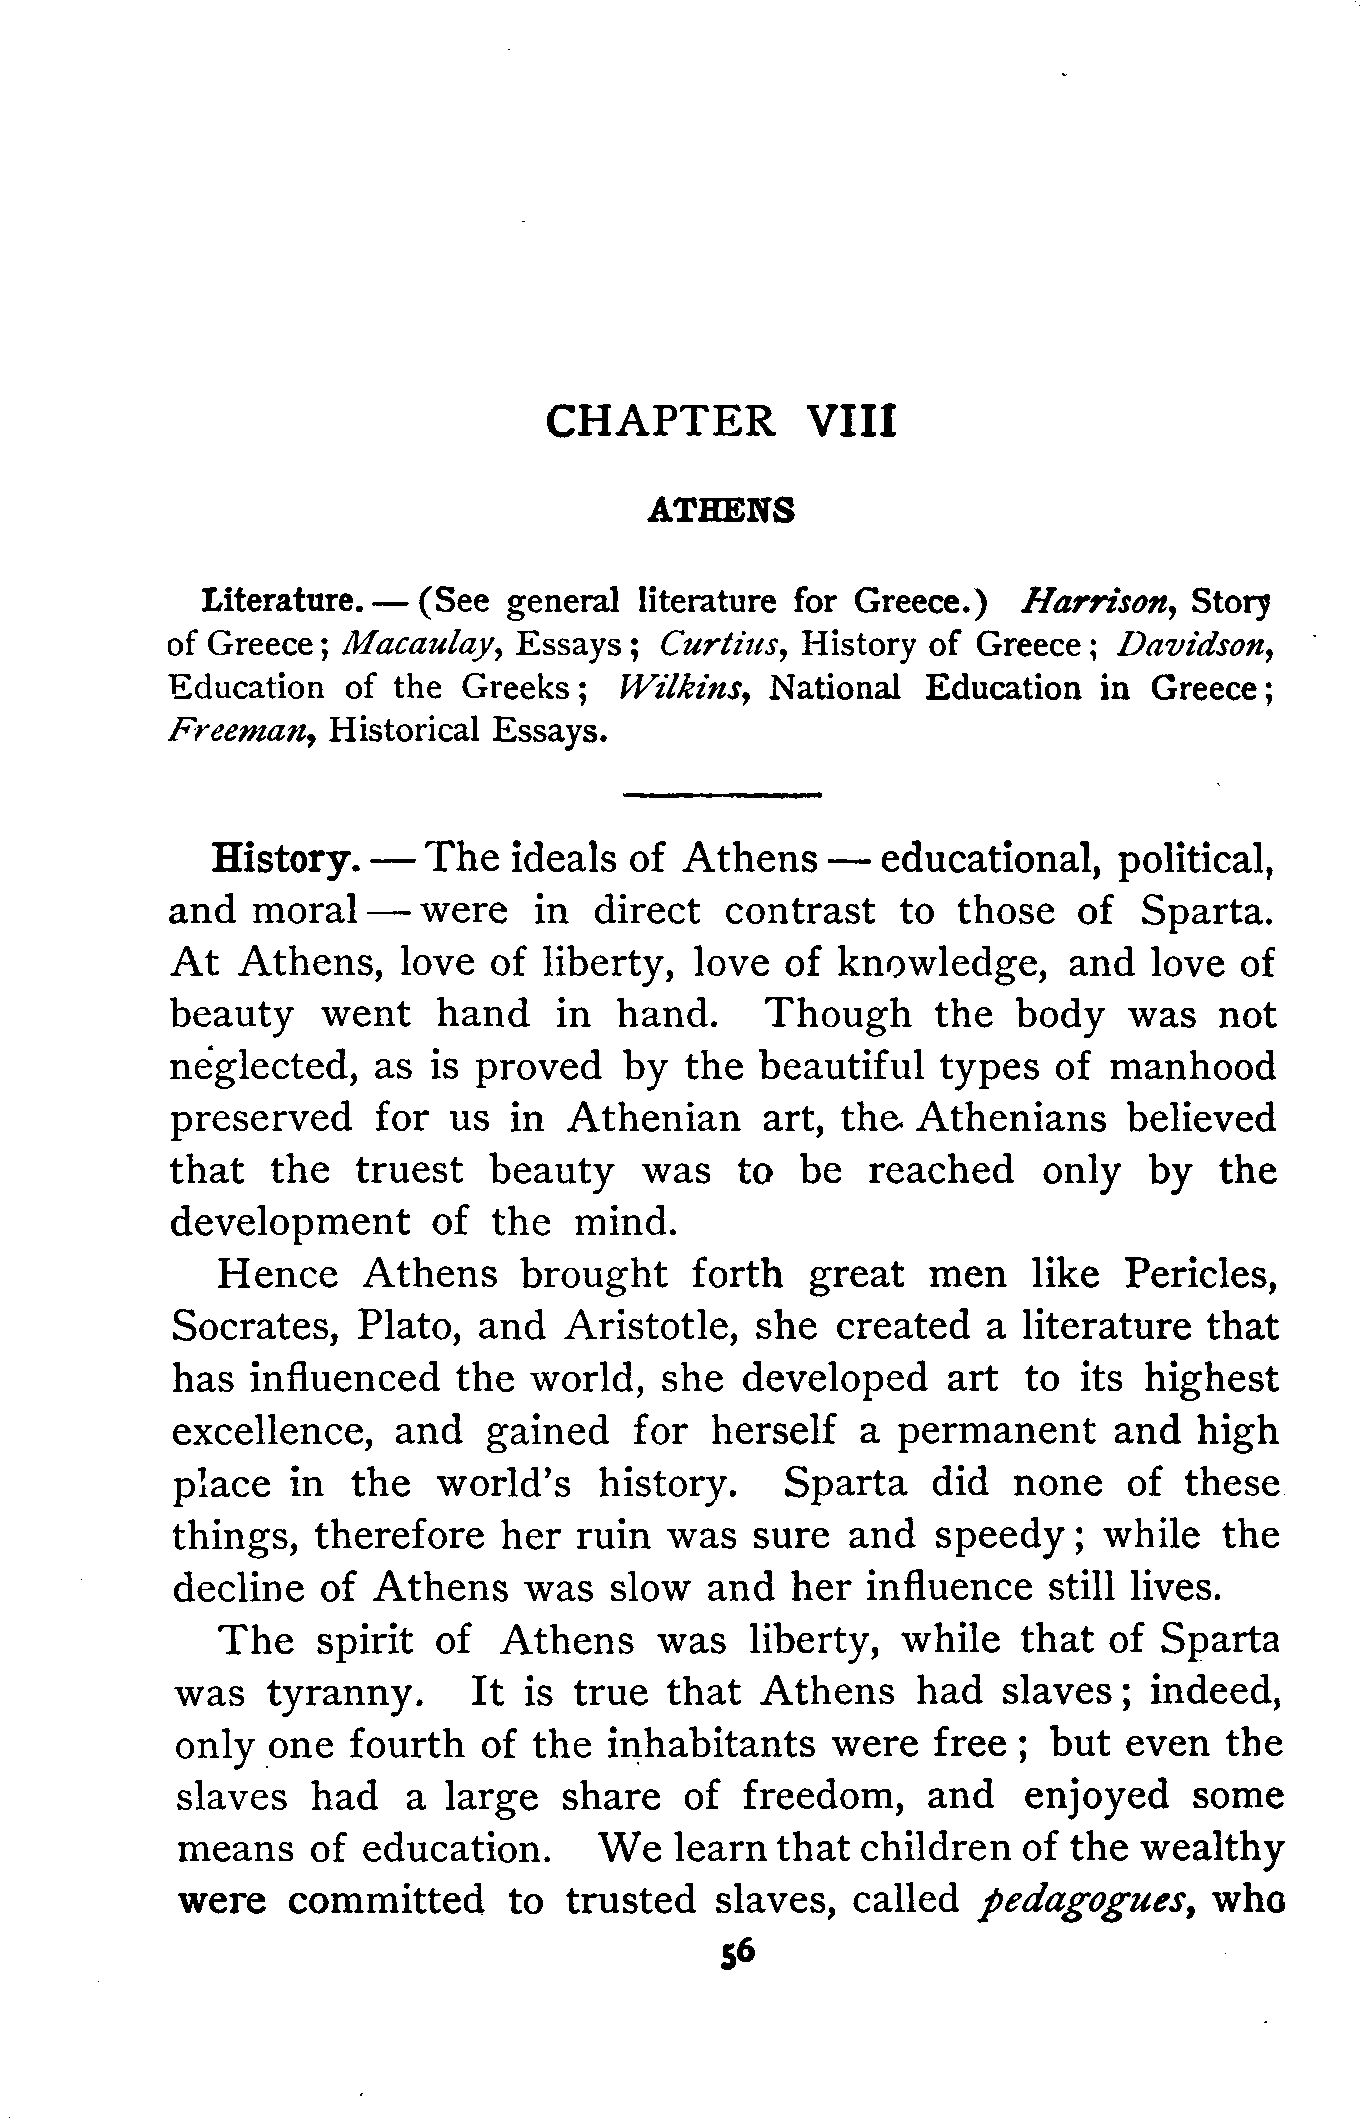 CHAPTER VIII
ATHENS
Literature. — (See general literature for Greece.) Harrison, Story
of Greece; Macaulay, Essays; Curtius, History of Greece; Davidson,
Education of the Greeks; Wilkins, National Education in Greece;
Freeman, Historical Essays.
History. — The ideals of Athens — educational, political,
and moral — were in direct contrast to those of Sparta.
At Athens, love of liberty, love of knowledge, and love of
beauty went hand in hand. Though the body was not
neglected, as is proved by the beautiful types of manhood
preserved for us in Athenian art, the Athenians believed
that the truest beauty was to be reached only by the
development of the mind.
Hence Athens brought forth great men like Pericles,
Socrates, Plato, and Aristotle, she created a literature that
has influenced the world, she developed art to its highest
excellence, and gained for herself a permanent and high
place in the world's history. Sparta did none of these
things, therefore her ruin was sure and speedy; while the
decline of Athens was slow and her influence still lives.
The spirit of Athens was liberty, while that of Sparta
was tyranny. It is true that Athens had slaves; indeed,
only one fourth of the inhabitants were free; but even the
slaves had a large share of freedom, and enjoyed some
means of education. We learn that children of the wealthy
were committed to trusted slaves, called pedagogues, who
56